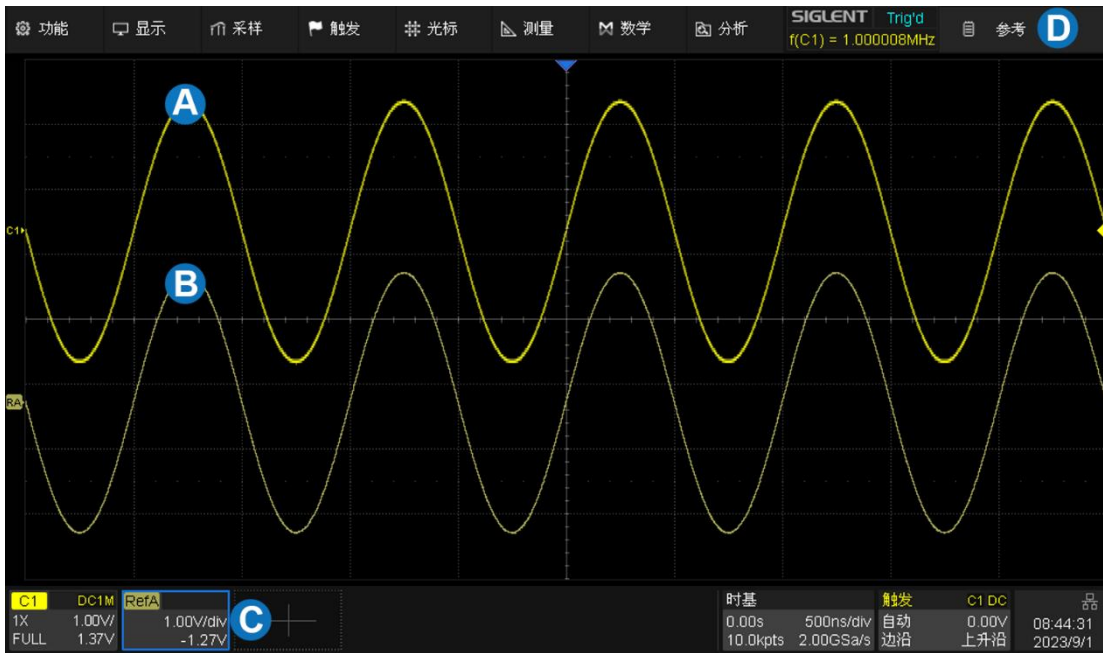 功能
显示
采样
触发
光标
测量
数学
分析
SIGLENT Trig'd
f(C1) = 1.000008MHz
参考
D
A
C1
B
RA
C1 DC1M
1X 1.00V/
FULL 1.37V
RefA
1.00V/div
-1.27V
C
时基
0.00s 500ns/div
10.0kpts 2.00GSa/s
触发 C1 DC
自动 0.00V
边沿 上升沿
08:44:31
2023/9/1